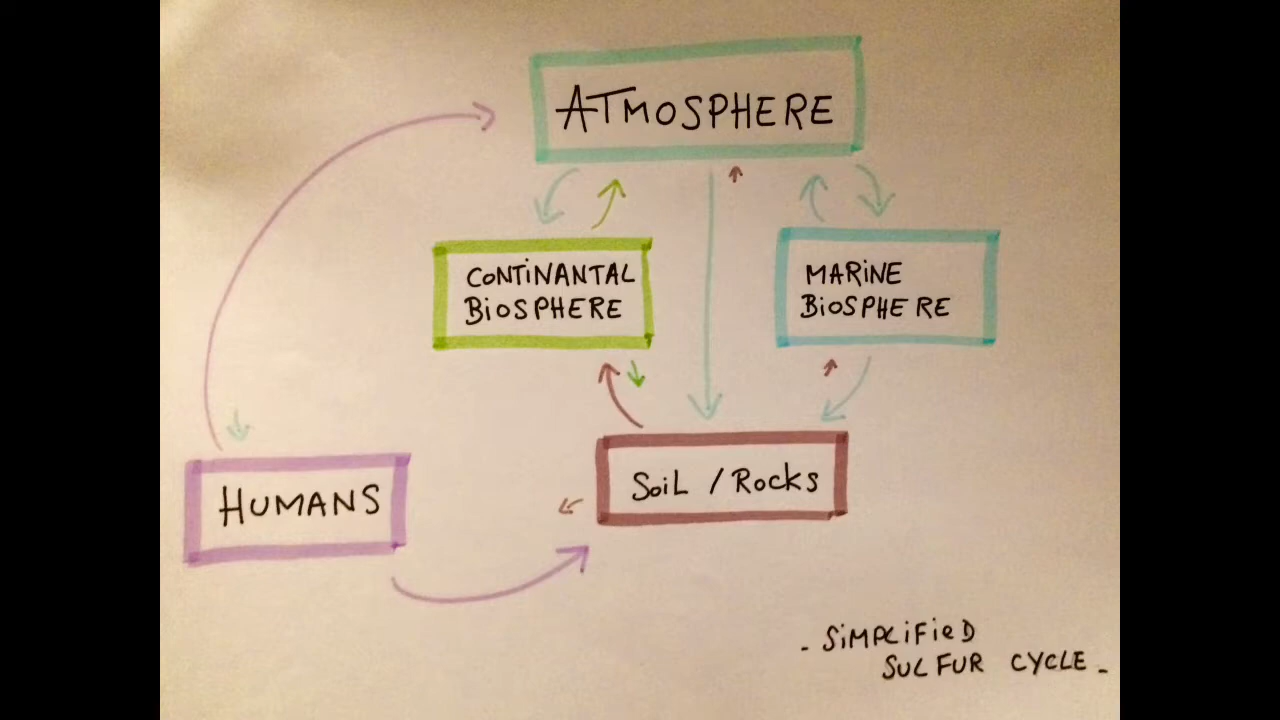 ATMOSPHERE
CONTINANTAL
BIOSPHERE
MARINE
BIOSPHERE
HUMANS
SOIL / ROCKS
- SIMPLIFIED
SULFUR CYCLE -